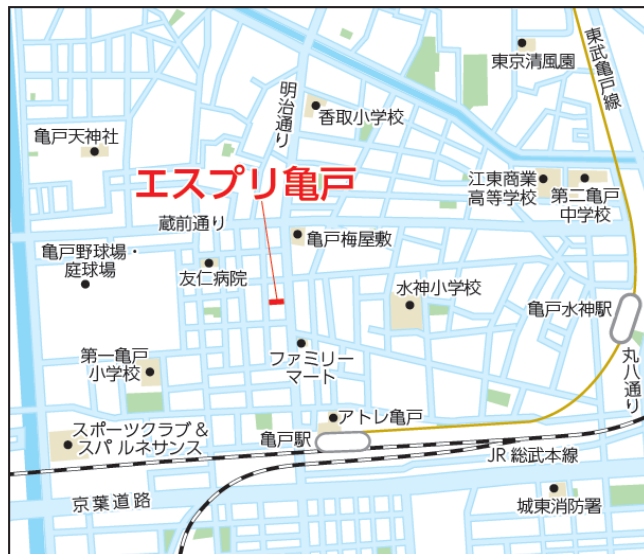 東京清風園
東武亀戸線
明治通り
香取小学校
亀戸天神社
エスプリ亀戸
江東商業
高等学校
第二亀戸
中学校
蔵前通り
亀戸梅屋敷
亀戸野球場・
庭球場
友仁病院
水神小学校
亀戸水神駅
ファミリー
マート
第一亀戸
小学校
丸八通り
アトレ亀戸
スポーツクラブ&
スパ ルネサンス
亀戸駅
JR 総武本線
京葉道路
城東消防署